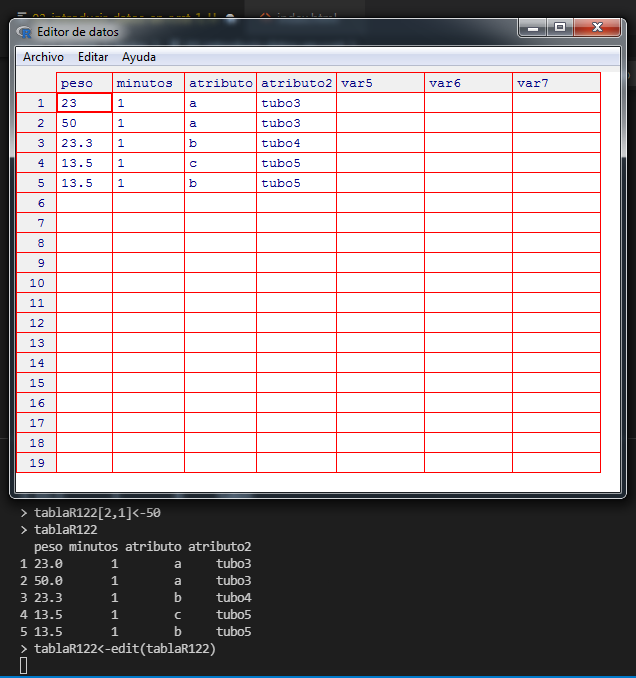 Editor de datos
Archivo Editar Ayuda
peso minutos atributo atributo2 var5 var6 var7
1 23 1 a tubo3
2 50 1 a tubo3
3 23.3 1 b tubo4
4 13.5 1 c tubo5
5 13.5 1 b tubo5
6
7
8
9
10
11
12
13
14
15
16
17
18
19
> tablaR122[2,1]<-50
> tablaR122
peso minutos atributo atributo2
1 23.0 1 a tubo3
2 50.0 1 a tubo3
3 23.3 1 b tubo4
4 13.5 1 c tubo5
5 13.5 1 b tubo5
> tablaR122<-edit(tablaR122)